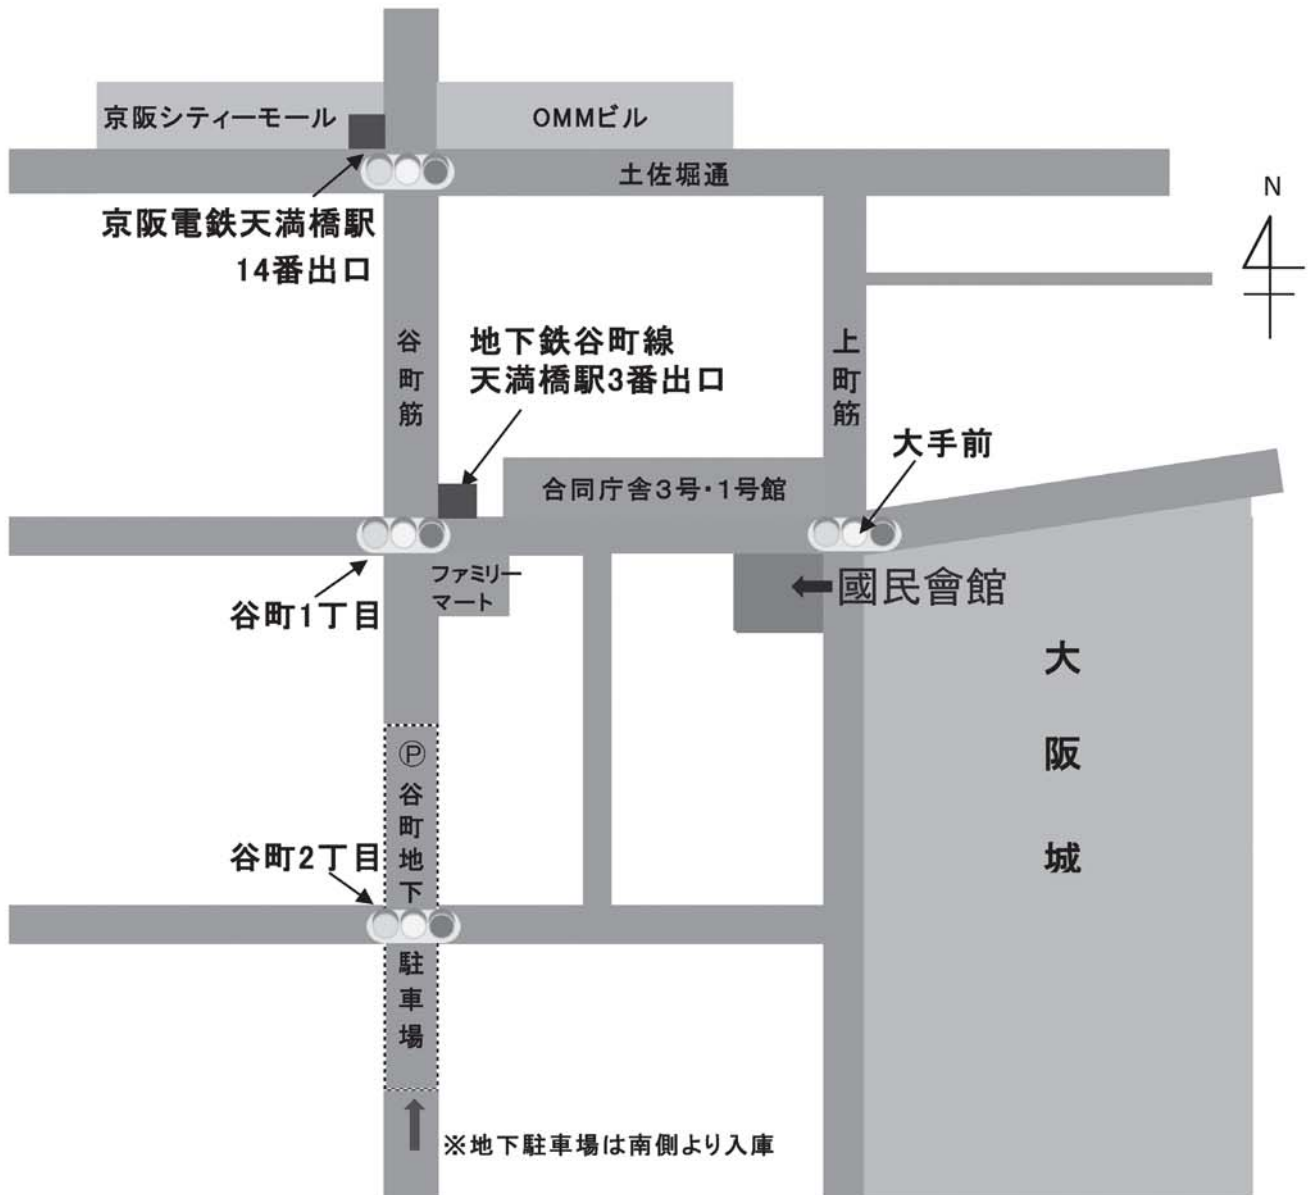 京阪シティーモール
OMMビル
土佐堀通
N
京阪電鉄天満橋駅
14番出口
谷町筋
地下鉄谷町線
天満橋駅3番出口
上町筋
大手前
合同庁舎3号・1号館
ファミリー
マート
國民會館
谷町1丁目
大阪城
Ⓟ谷町地下駐車場
谷町2丁目
※地下駐車場は南側より入庫